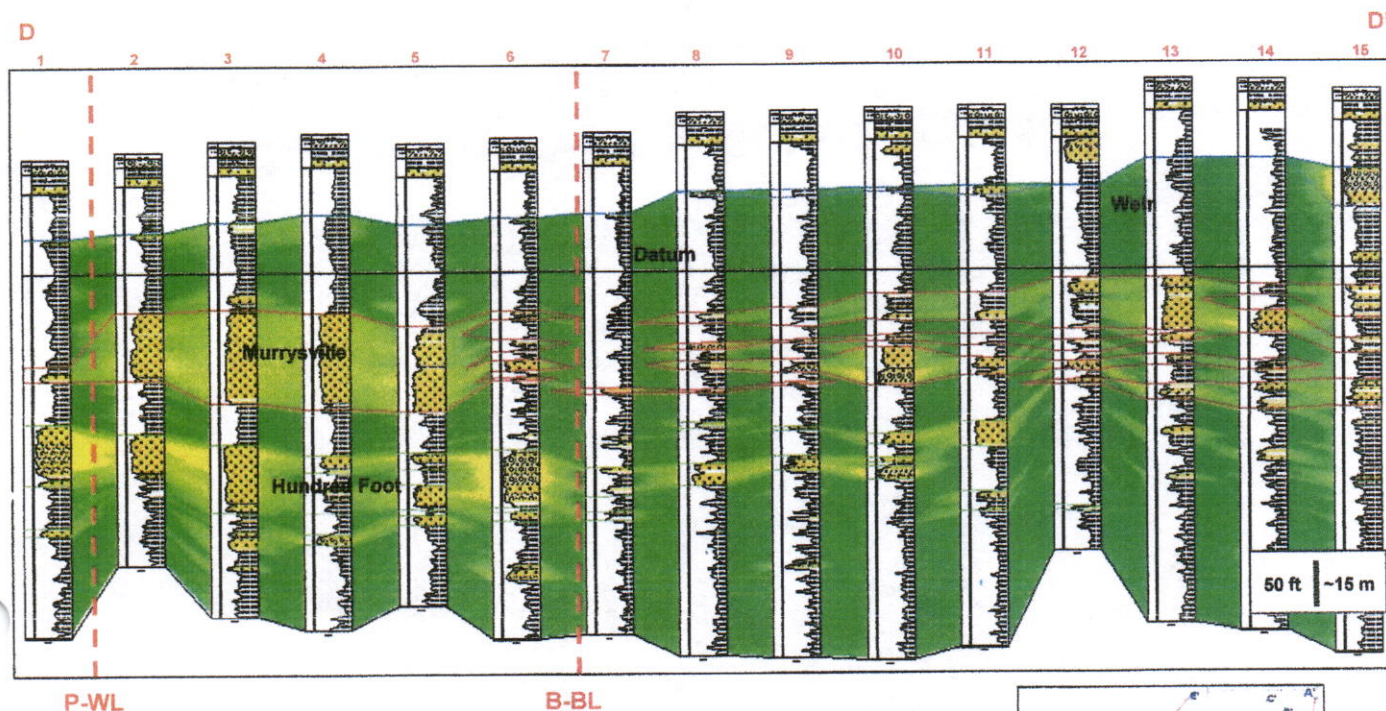 D D'
1 2 3 4 5 6 7 8 9 10 11 12 13 14 15
Weir
Datum
Murrysville
Hundred Foot
50 ft ~15 m
P-WL B-BL
C' A'